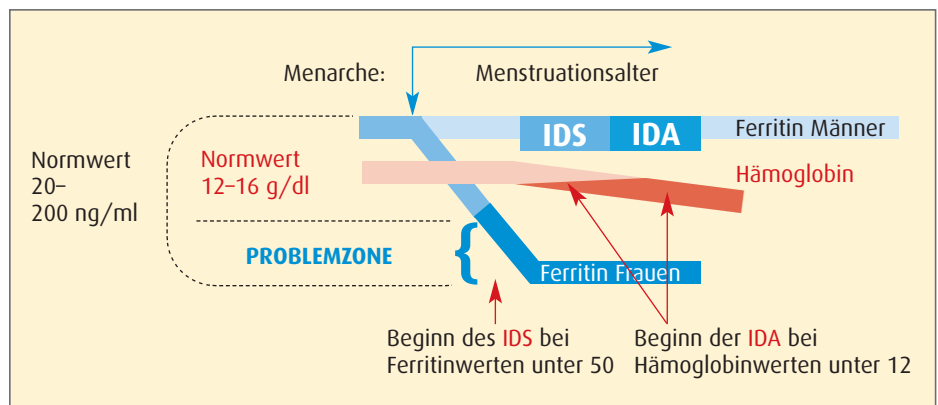 Menarche: Menstruationsalter
IDS IDA Ferritin Männer
Normwert
20–
200 ng/ml
Normwert
12–16 g/dl
Hämoglobin
PROBLEMZONE
{
Ferritin Frauen
Beginn des IDS bei
Ferritinwerten unter 50
Beginn der IDA bei
Hämoglobinwerten unter 12